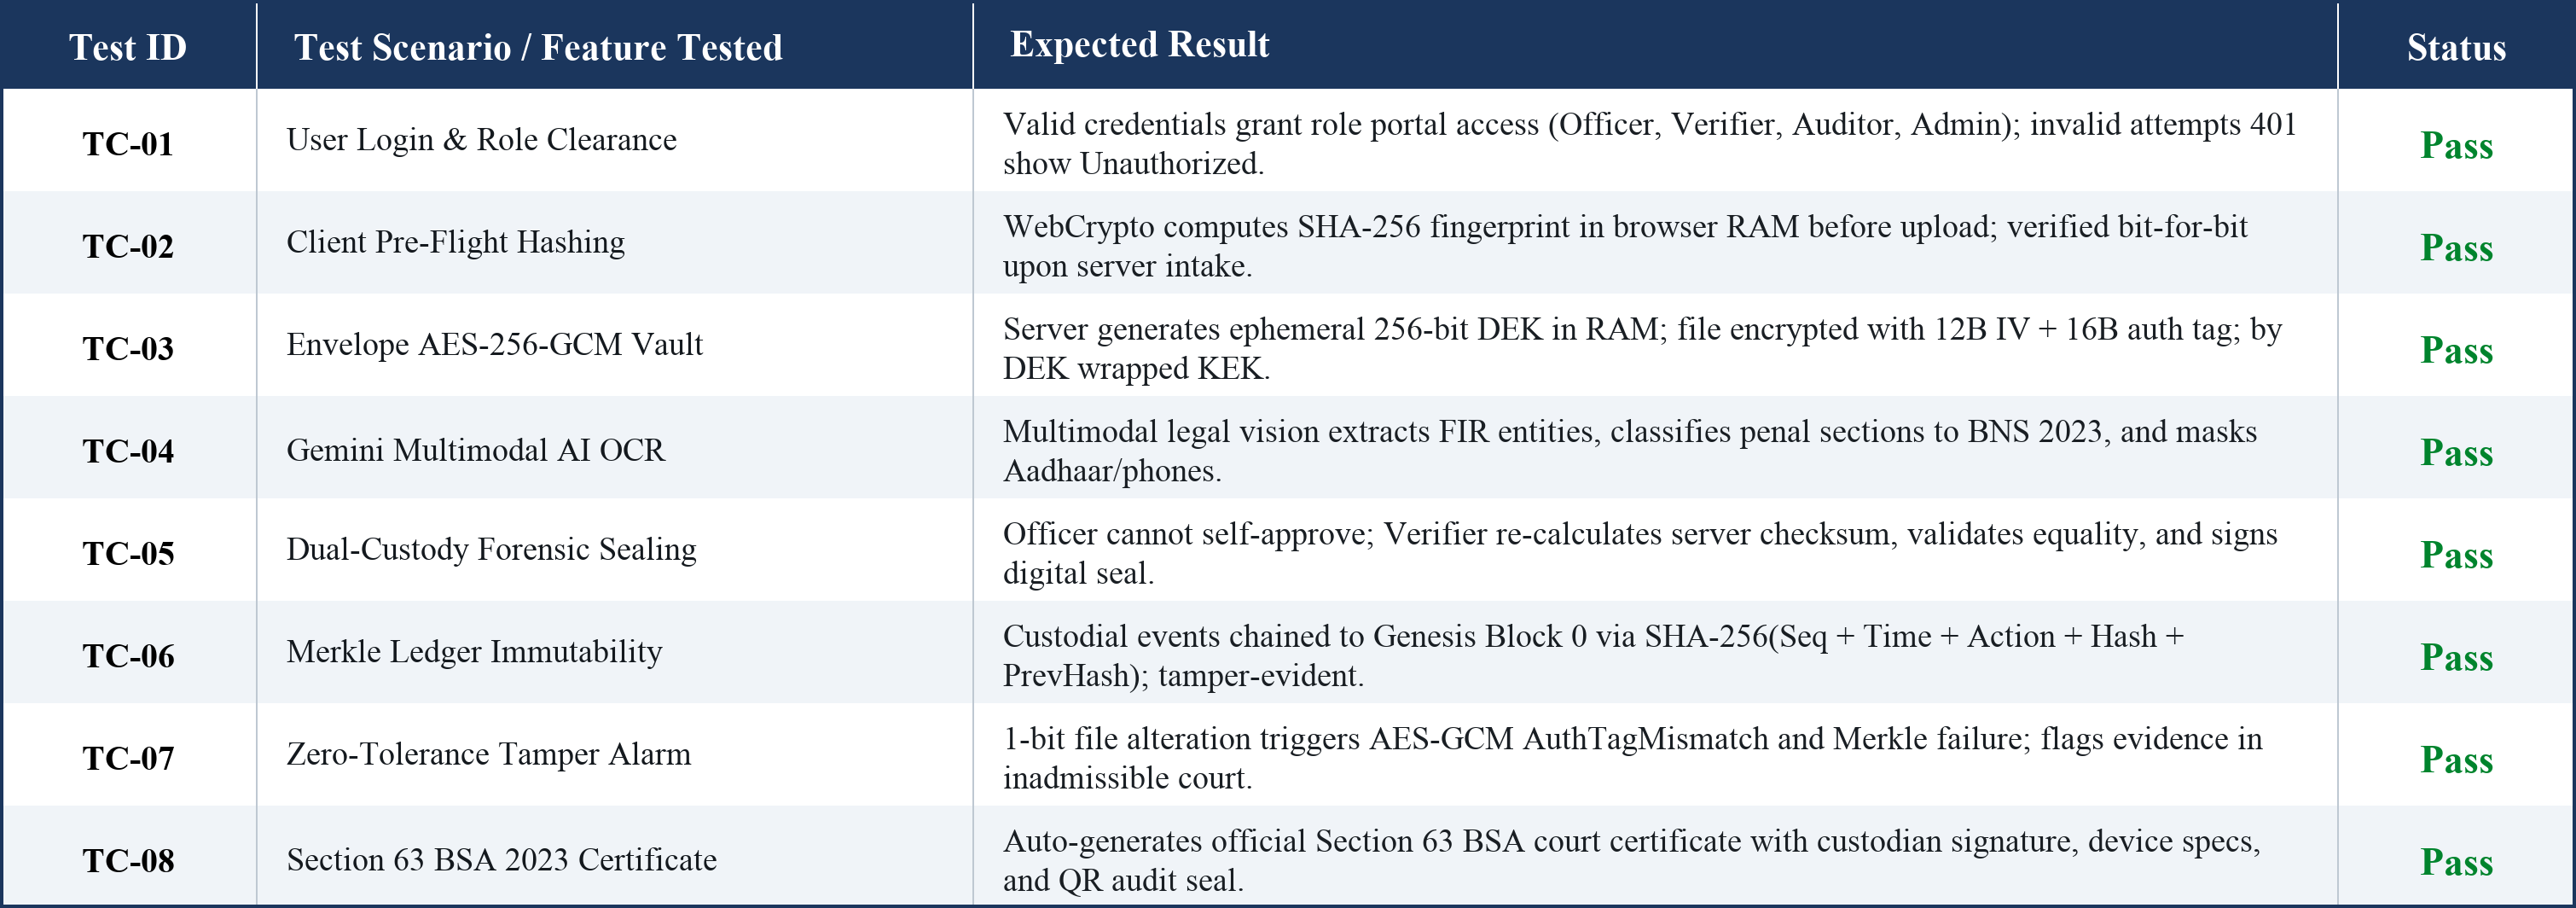 Test ID Test Scenario / Feature Tested Expected Result Status
TC-01 User Login & Role Clearance Valid credentials grant role portal access (Officer, Verifier, Auditor, Admin); invalid attempts 401
show Unauthorized. Pass
TC-02 Client Pre-Flight Hashing WebCrypto computes SHA-256 fingerprint in browser RAM before upload; verified bit-for-bit
upon server intake. Pass
TC-03 Envelope AES-256-GCM Vault Server generates ephemeral 256-bit DEK in RAM; file encrypted with 12B IV + 16B auth tag; by
DEK wrapped KEK. Pass
TC-04 Gemini Multimodal AI OCR Multimodal legal vision extracts FIR entities, classifies penal sections to BNS 2023, and masks
Aadhaar/phones. Pass
TC-05 Dual-Custody Forensic Sealing Officer cannot self-approve; Verifier re-calculates server checksum, validates equality, and signs
digital seal. Pass
TC-06 Merkle Ledger Immutability Custodial events chained to Genesis Block 0 via SHA-256(Seq + Time + Action + Hash +
PrevHash); tamper-evident. Pass
TC-07 Zero-Tolerance Tamper Alarm 1-bit file alteration triggers AES-GCM AuthTagMismatch and Merkle failure; flags evidence in
inadmissible court. Pass
TC-08 Section 63 BSA 2023 Certificate Auto-generates official Section 63 BSA court certificate with custodian signature, device specs,
and QR audit seal. Pass